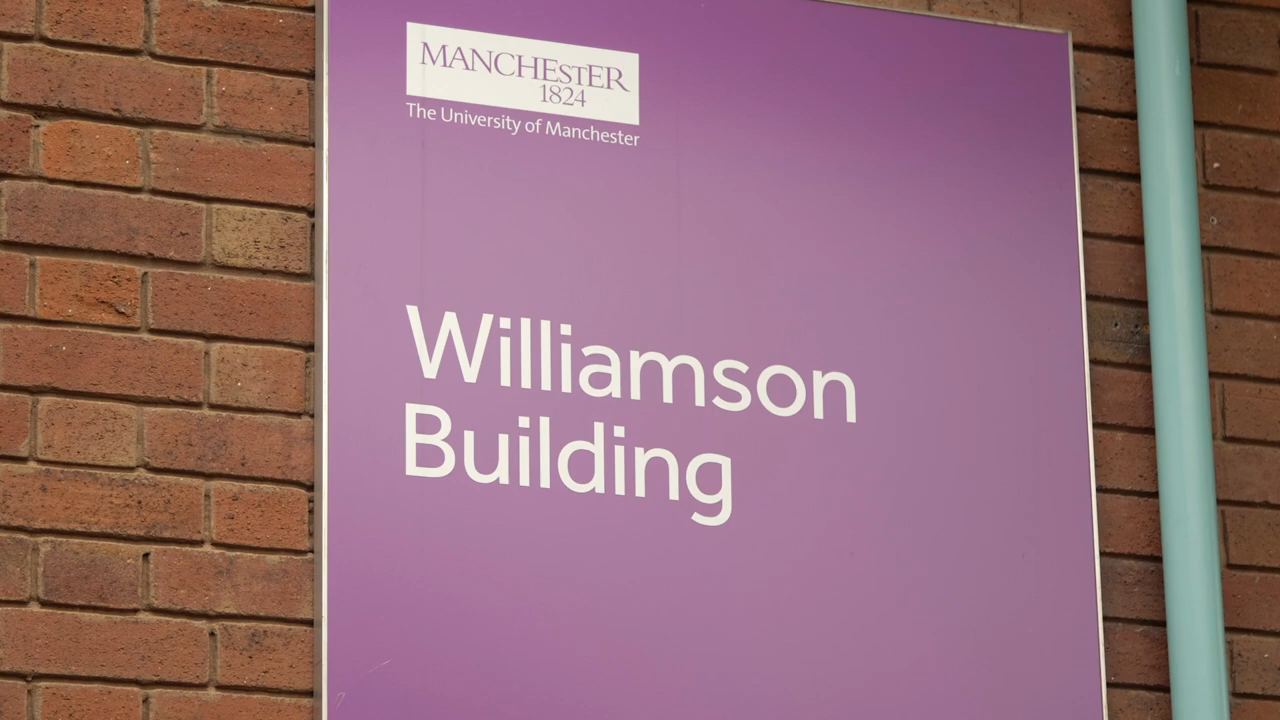 MANCHESTER
1824
The University of Manchester
Williamson
Building